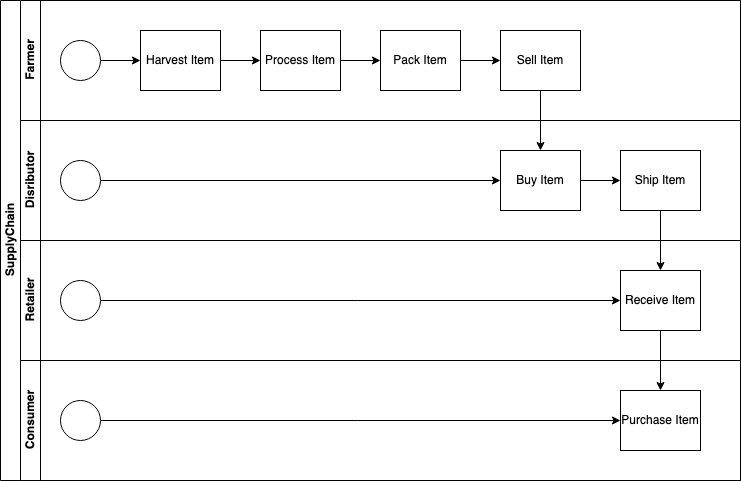 SupplyChain
Farmer
Harvest Item
Process Item
Pack Item
Sell Item
Disributor
Buy Item
Ship Item
Retailer
Receive Item
Consumer
Purchase Item